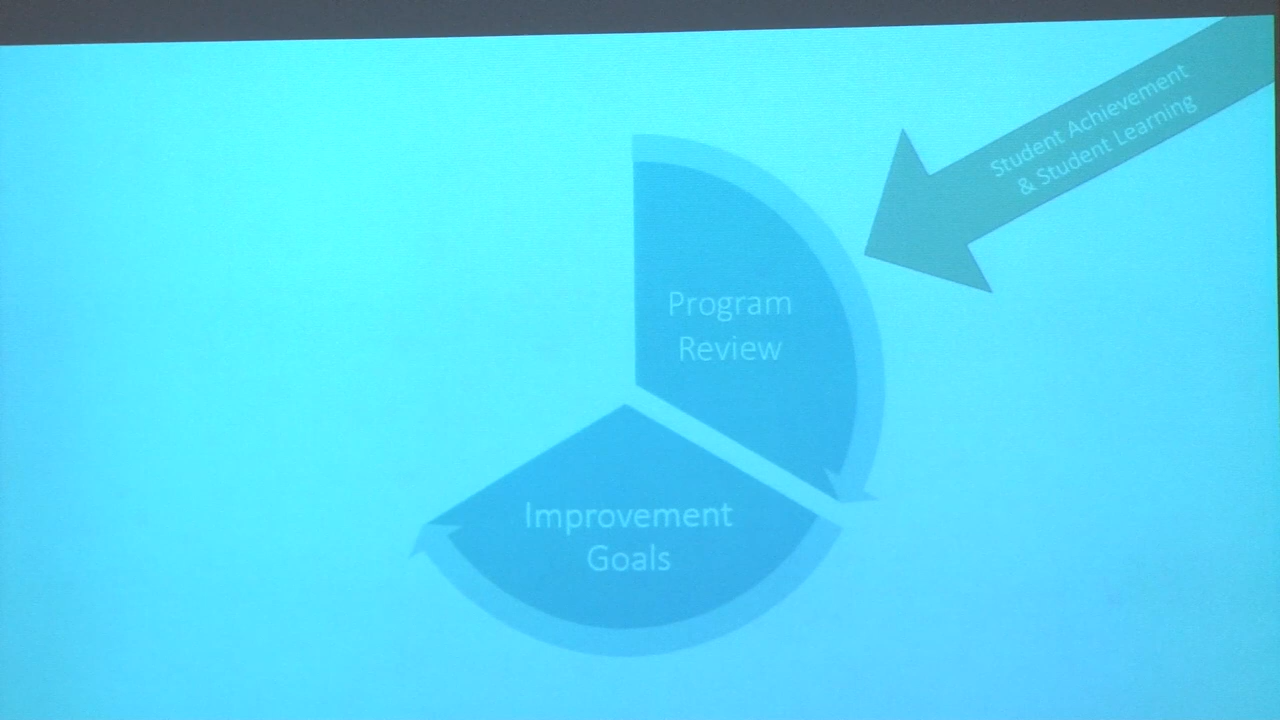 Student Achievement
& Student Learning
Program
Review
Improvement
Goals